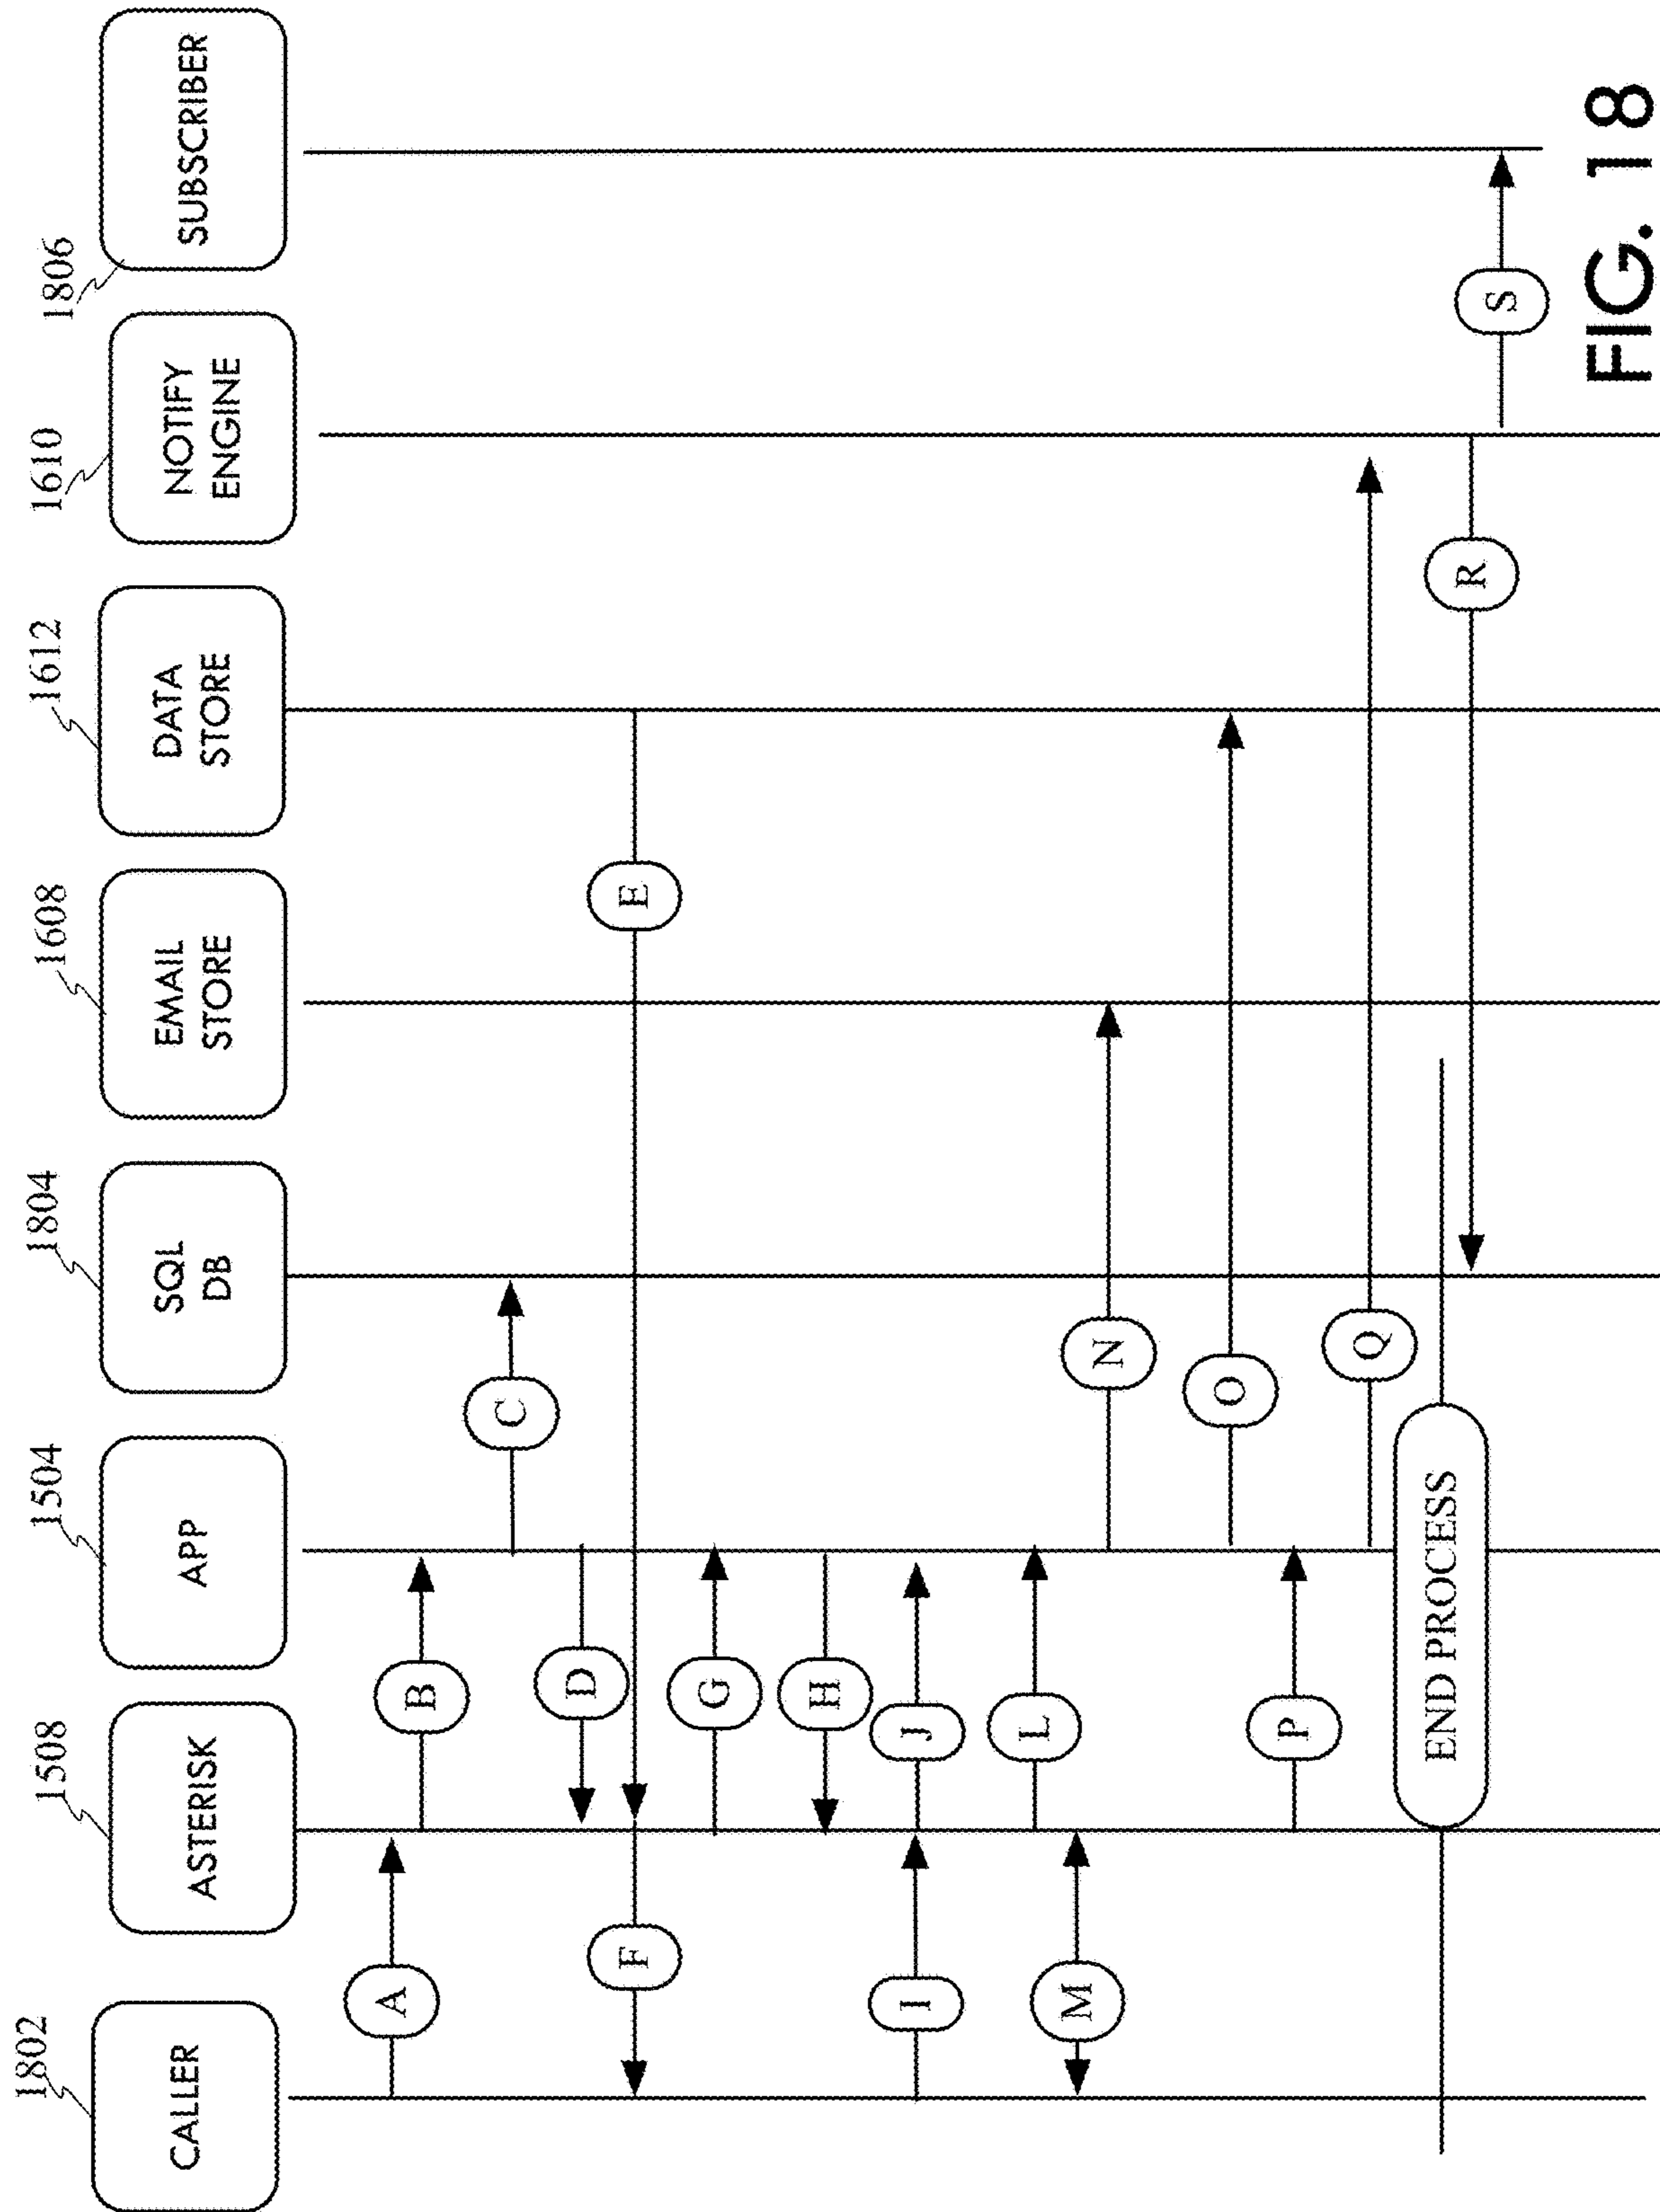 1802
1508
1504
1804
1608
1612
1610
1806
CALLER
ASTERISK
APP
SQL
DB
EMAIL
STORE
DATA
STORE
NOTIFY
ENGINE
SUBSCRIBER
A
B
C
D
F
E
G
H
I
J
L
M
N
O
P
Q
END PROCESS
R
S
FIG. 18